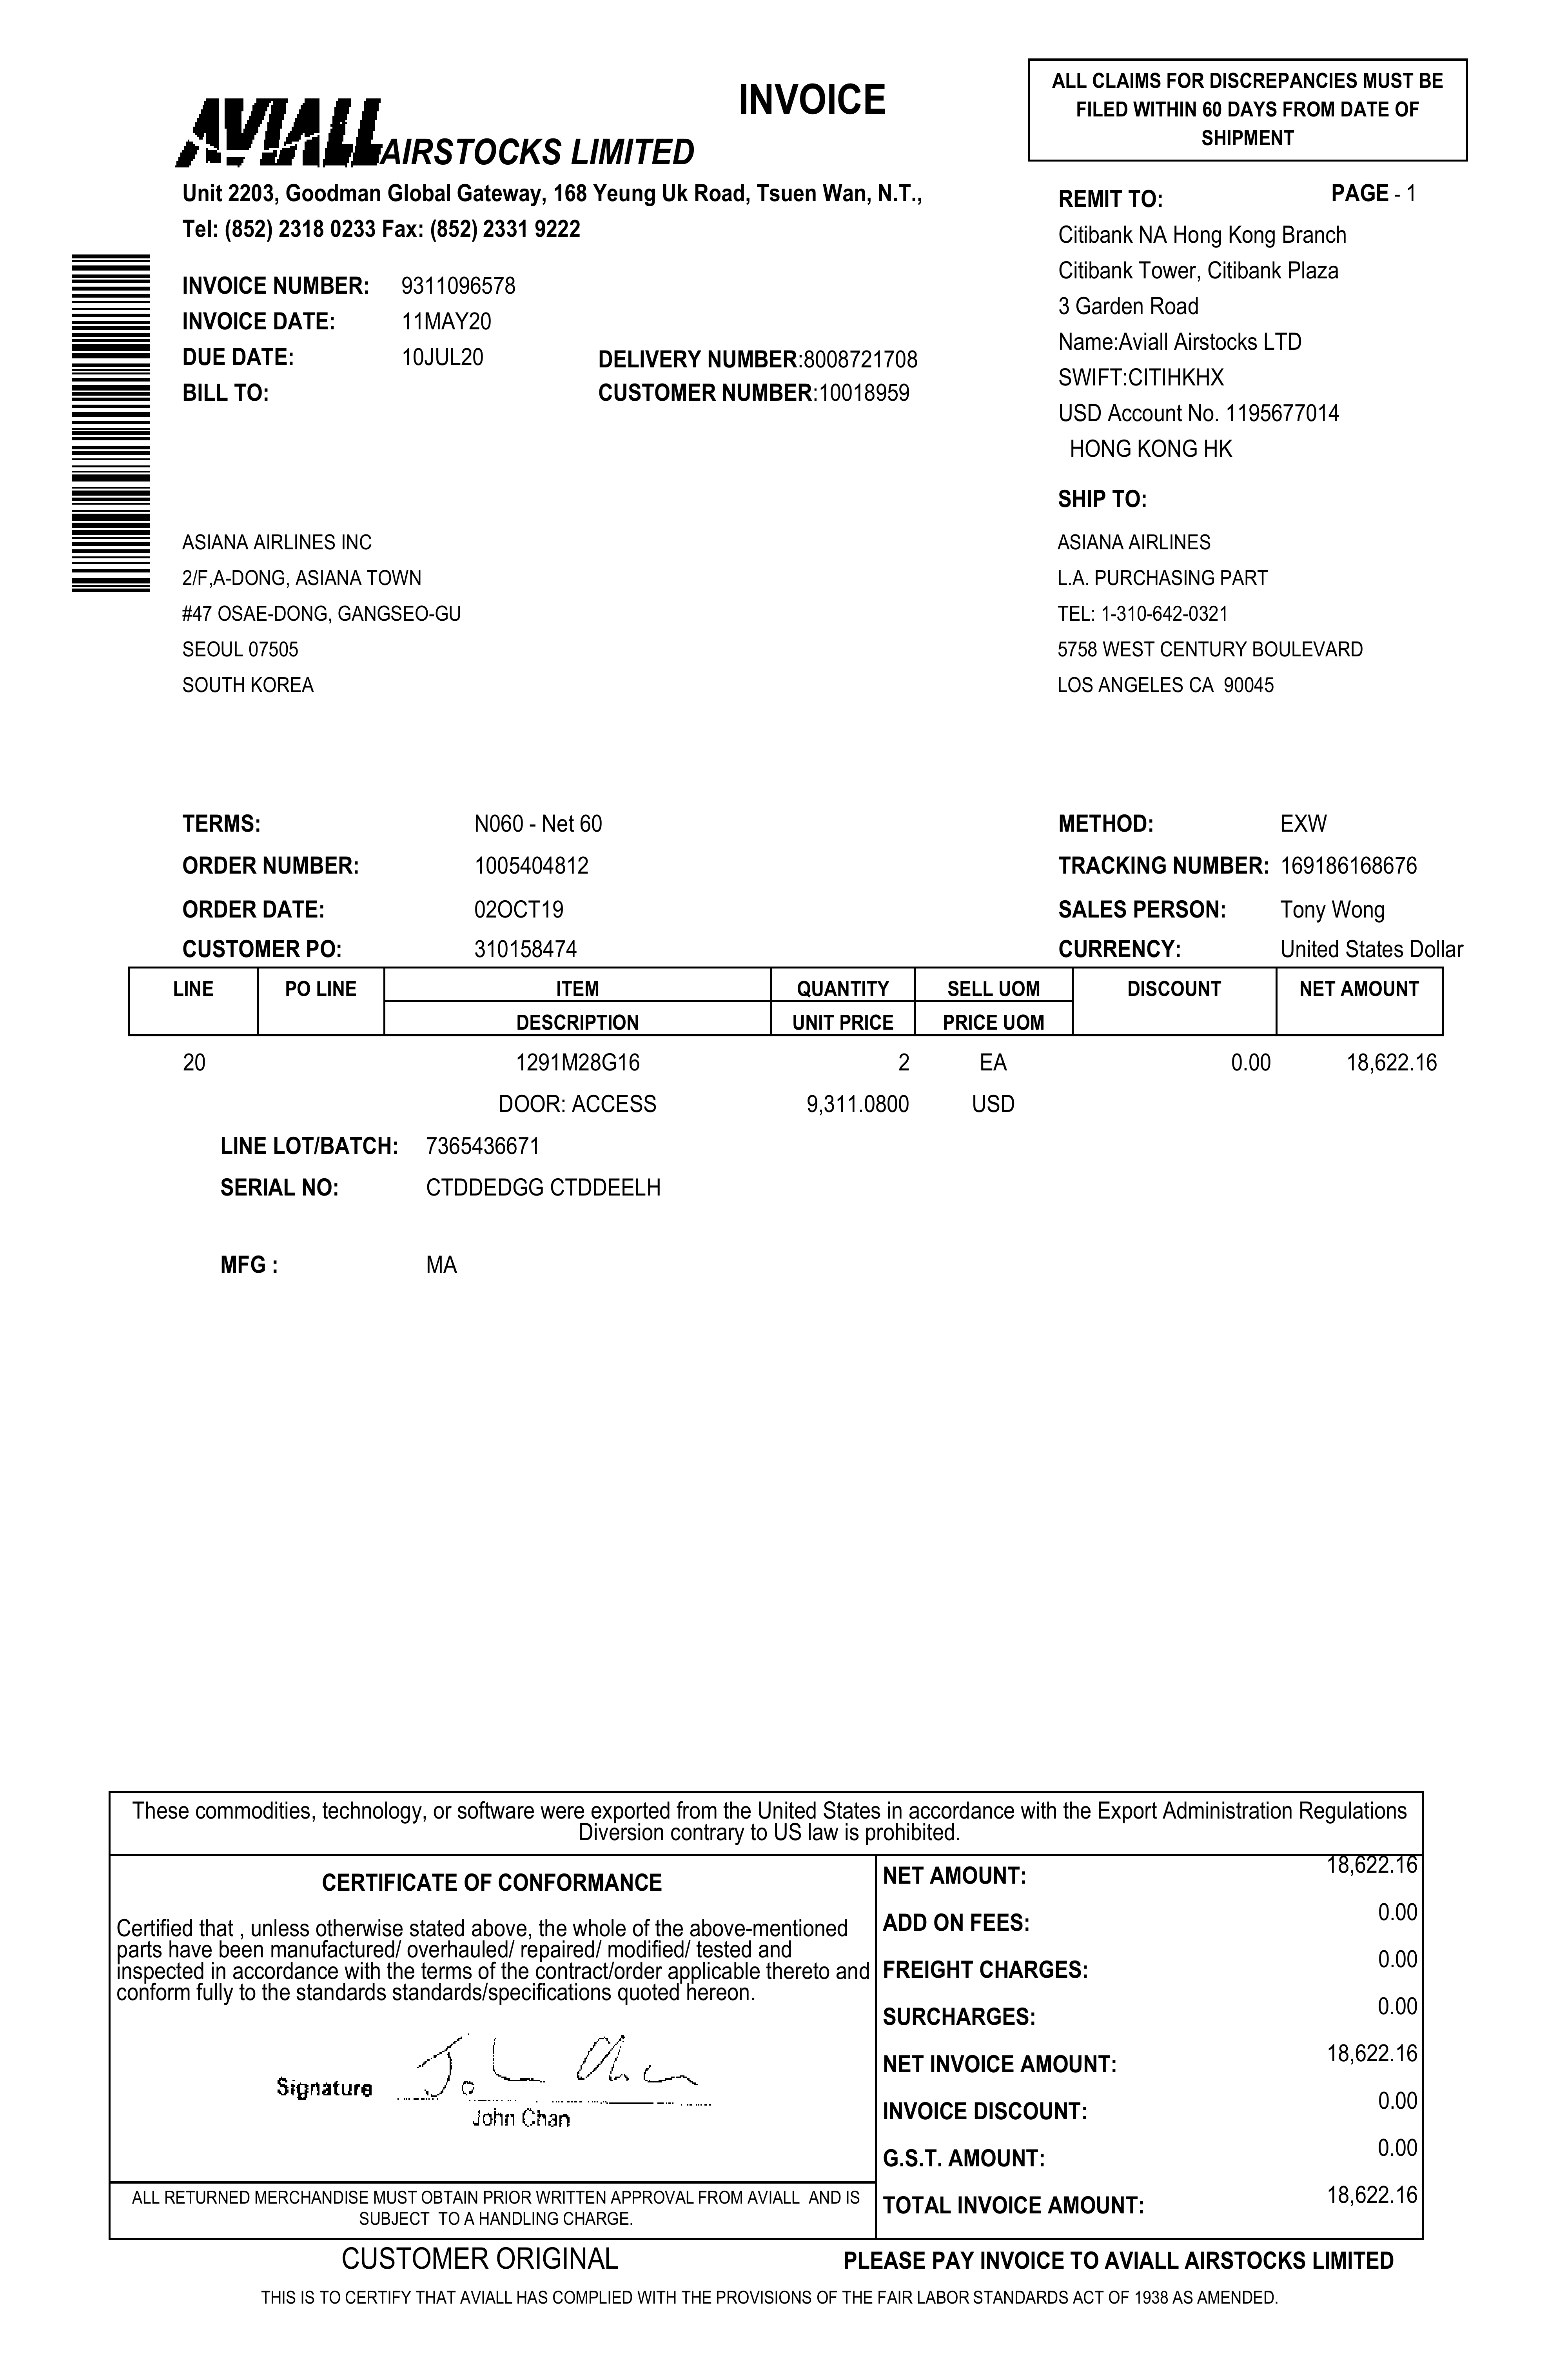 INVOICE
ALL CLAIMS FOR DISCREPANCIES MUST BE
FILED WITHIN 60 DAYS FROM DATE OF
SHIPMENT
AVIALL AIRSTOCKS LIMITED
Unit 2203, Goodman Global Gateway, 168 Yeung Uk Road, Tsuen Wan, N.T.,
Tel: (852) 2318 0233 Fax: (852) 2331 9222
REMIT TO: PAGE - 1
Citibank NA Hong Kong Branch
Citibank Tower, Citibank Plaza
3 Garden Road
Name:Aviall Airstocks LTD
SWIFT:CITIHKHX
USD Account No. 1195677014
HONG KONG HK
INVOICE NUMBER: 9311096578
INVOICE DATE: 11MAY20
DUE DATE: 10JUL20 DELIVERY NUMBER:8008721708
BILL TO: CUSTOMER NUMBER:10018959
ASIANA AIRLINES INC
2/F,A-DONG, ASIANA TOWN
#47 OSAE-DONG, GANGSEO-GU
SEOUL 07505
SOUTH KOREA
SHIP TO:
ASIANA AIRLINES
L.A. PURCHASING PART
TEL: 1-310-642-0321
5758 WEST CENTURY BOULEVARD
LOS ANGELES CA 90045
TERMS: N060 - Net 60 METHOD: EXW
ORDER NUMBER: 1005404812 TRACKING NUMBER: 169186168676
ORDER DATE: 02OCT19 SALES PERSON: Tony Wong
CUSTOMER PO: 310158474 CURRENCY: United States Dollar
LINE PO LINE ITEM QUANTITY SELL UOM DISCOUNT NET AMOUNT
DESCRIPTION UNIT PRICE PRICE UOM
20 1291M28G16 2 EA 0.00 18,622.16
DOOR: ACCESS 9,311.0800 USD
LINE LOT/BATCH: 7365436671
SERIAL NO: CTDDEDGG CTDDEELH
MFG : MA
These commodities, technology, or software were exported from the United States in accordance with the Export Administration Regulations
Diversion contrary to US law is prohibited.
CERTIFICATE OF CONFORMANCE
Certified that , unless otherwise stated above, the whole of the above-mentioned
parts have been manufactured/ overhauled/ repaired/ modified/ tested and
inspected in accordance with the terms of the contract/order applicable thereto and
conform fully to the standards standards/specifications quoted hereon.
Signature John Chan
John Chan
ALL RETURNED MERCHANDISE MUST OBTAIN PRIOR WRITTEN APPROVAL FROM AVIALL AND IS
SUBJECT TO A HANDLING CHARGE.
NET AMOUNT: 18,622.16
ADD ON FEES: 0.00
FREIGHT CHARGES: 0.00
SURCHARGES: 0.00
NET INVOICE AMOUNT: 18,622.16
INVOICE DISCOUNT: 0.00
G.S.T. AMOUNT: 0.00
TOTAL INVOICE AMOUNT: 18,622.16
CUSTOMER ORIGINAL PLEASE PAY INVOICE TO AVIALL AIRSTOCKS LIMITED
THIS IS TO CERTIFY THAT AVIALL HAS COMPLIED WITH THE PROVISIONS OF THE FAIR LABOR STANDARDS ACT OF 1938 AS AMENDED.